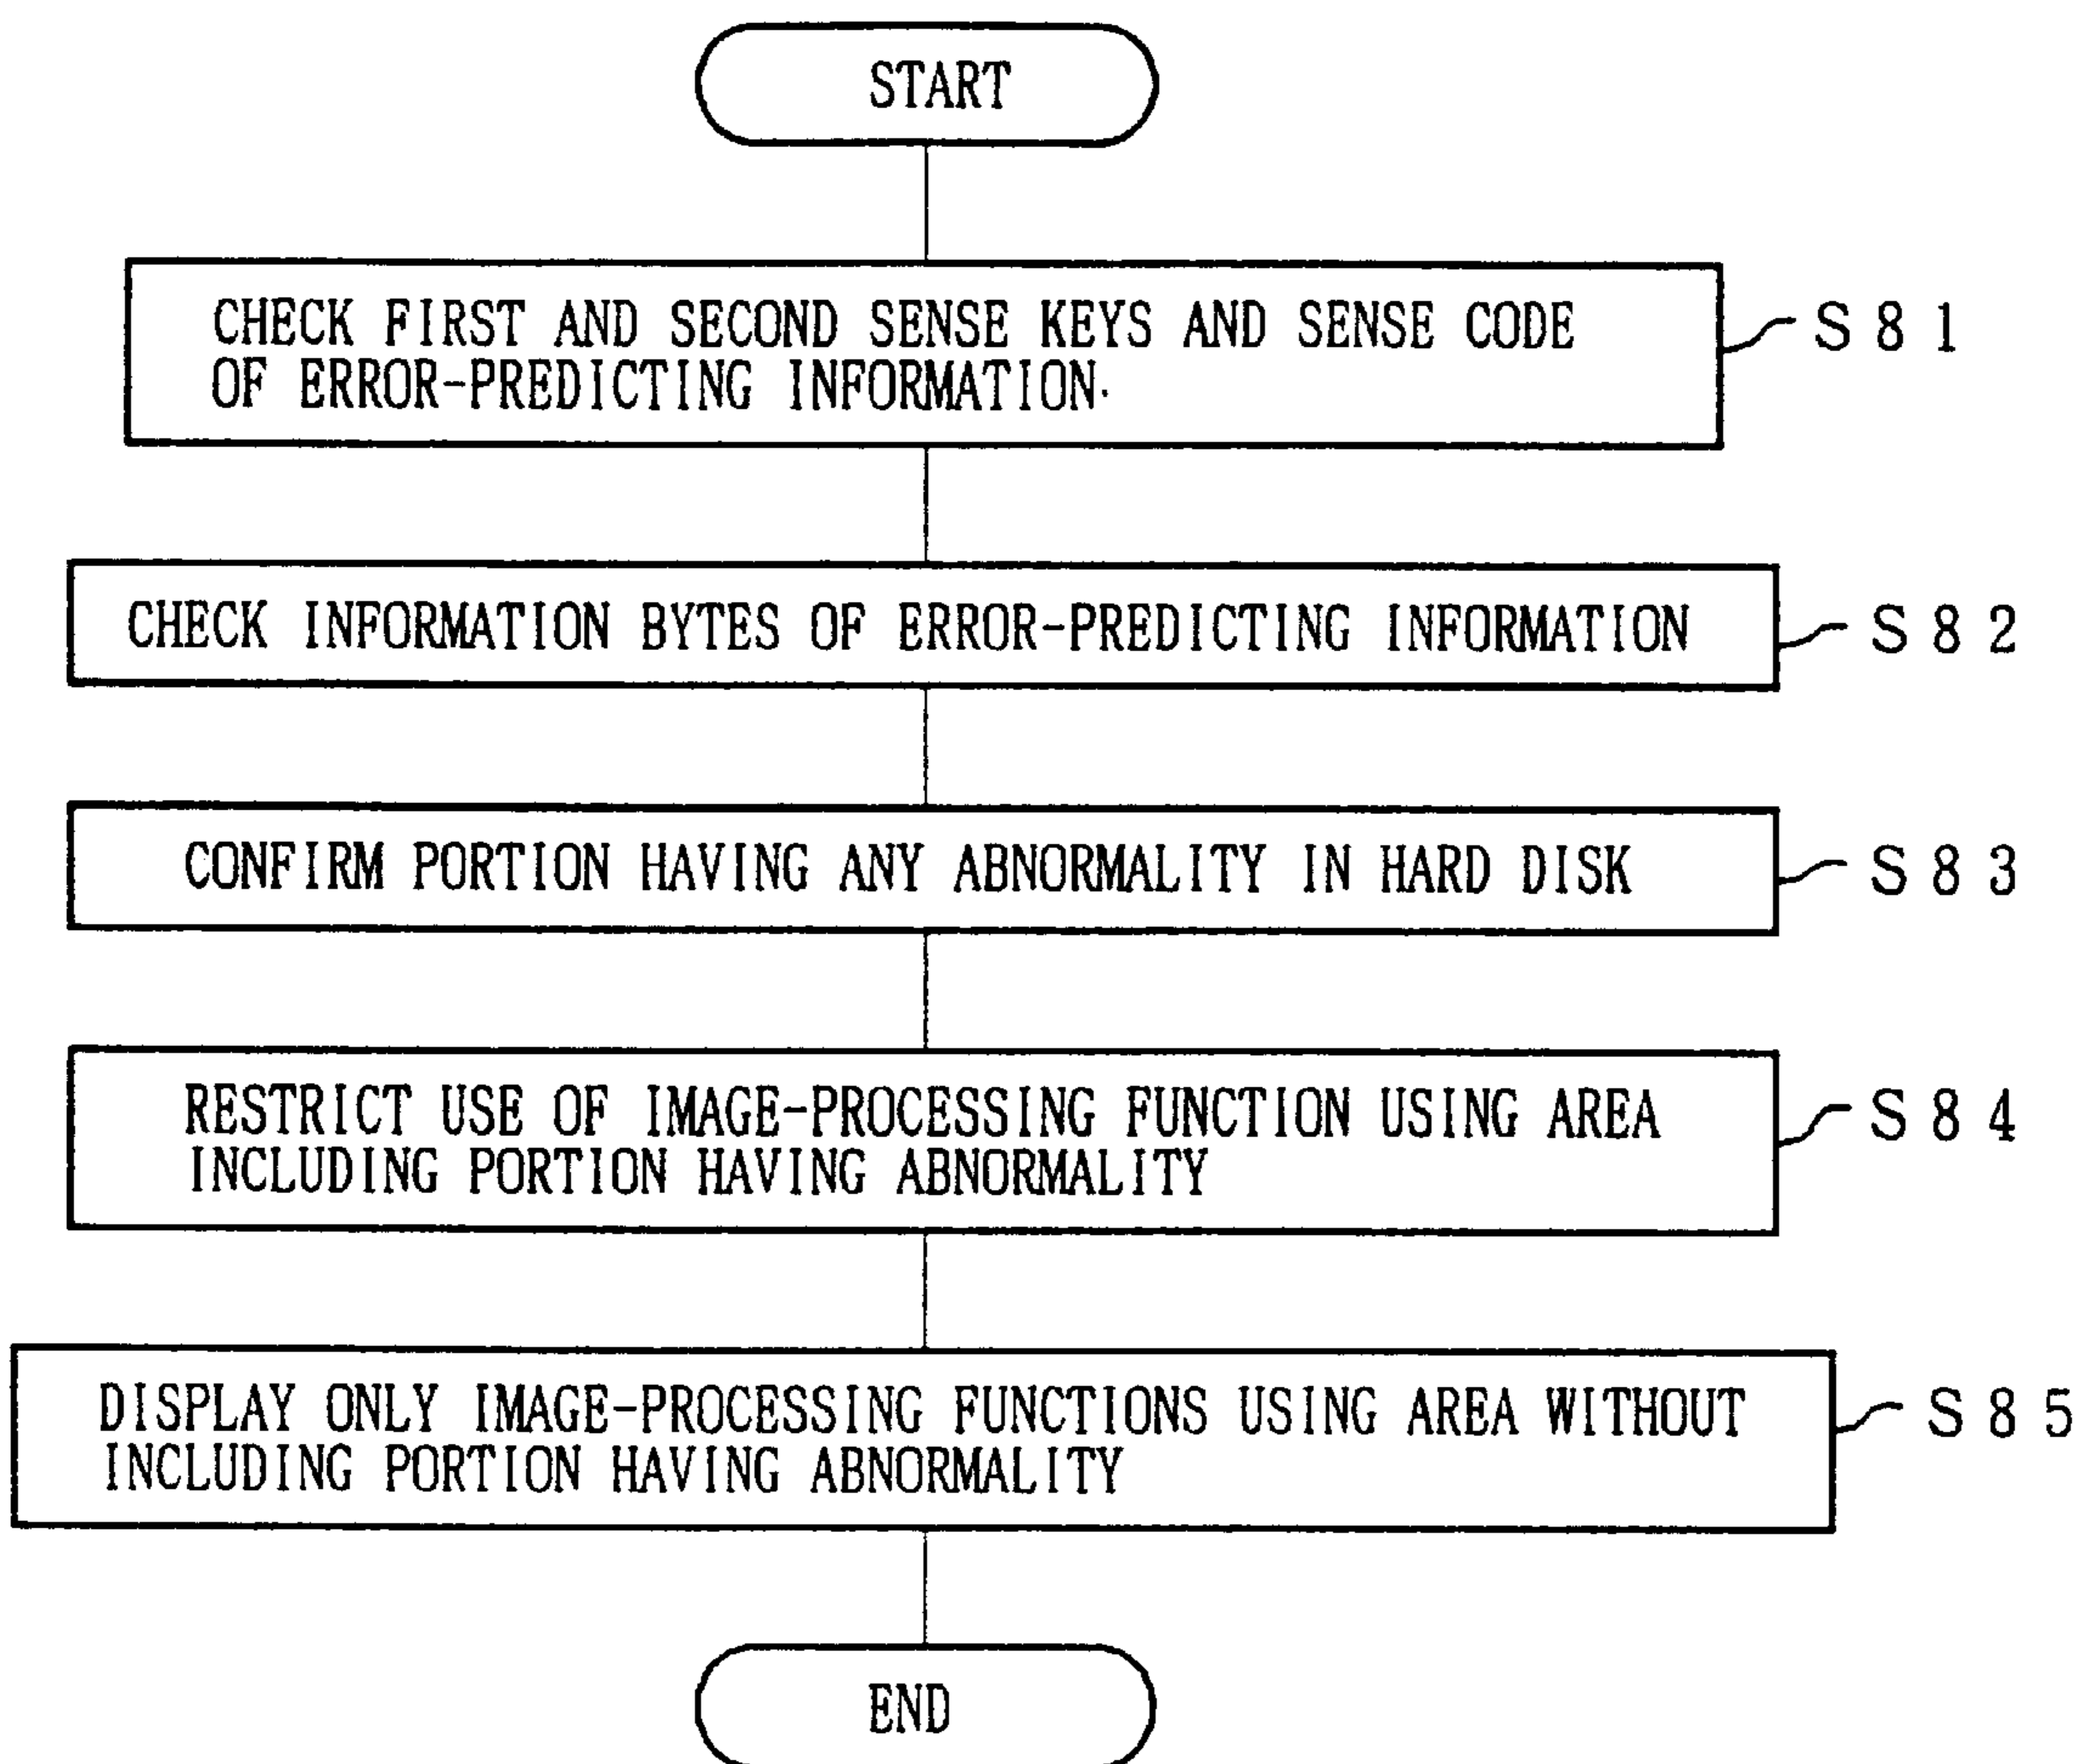 START
CHECK FIRST AND SECOND SENSE KEYS AND SENSE CODE
OF ERROR-PREDICTING INFORMATION.
S81
CHECK INFORMATION BYTES OF ERROR-PREDICTING INFORMATION
S82
CONFIRM PORTION HAVING ANY ABNORMALITY IN HARD DISK
S83
RESTRICT USE OF IMAGE-PROCESSING FUNCTION USING AREA
INCLUDING PORTION HAVING ABNORMALITY
S84
DISPLAY ONLY IMAGE-PROCESSING FUNCTIONS USING AREA WITHOUT
INCLUDING PORTION HAVING ABNORMALITY
S85
END